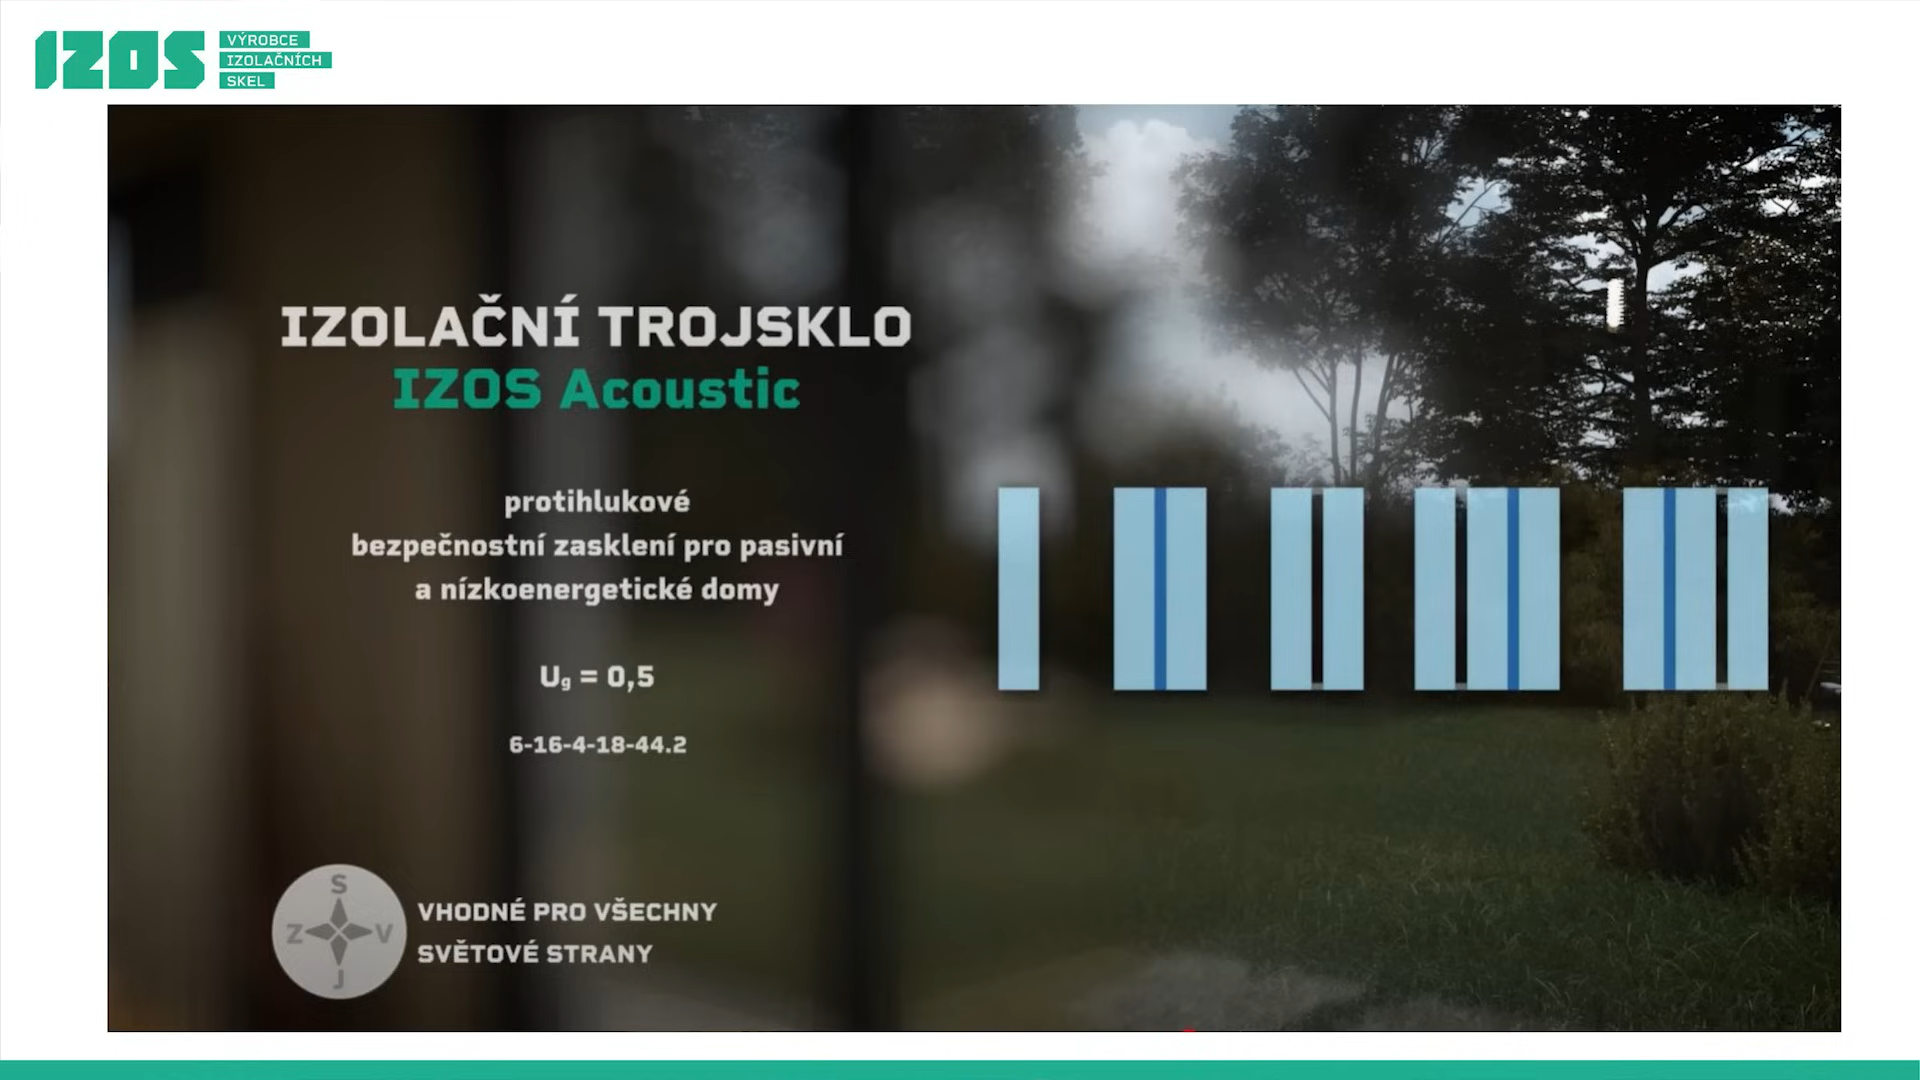 IZOS
VÝROBCE
IZOLAČNÍCH
SKEL
IZOLAČNÍ TROJSKLO
IZOS Acoustic
protihlukové
bezpečnostní zasklení pro pasivní
a nízkoenergetické domy
Ug = 0,5
6-16-4-18-44.2
S
Z V
J
VHODNÉ PRO VŠECHNY
SVĚTOVÉ STRANY